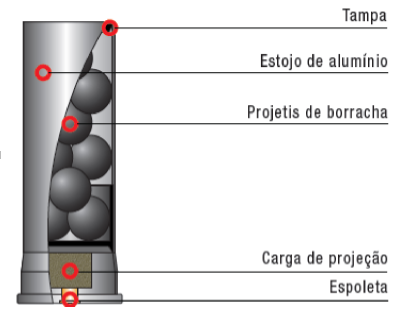 Tampa
Estojo de alumínio
Projetis de borracha
Carga de projeção
Espoleta